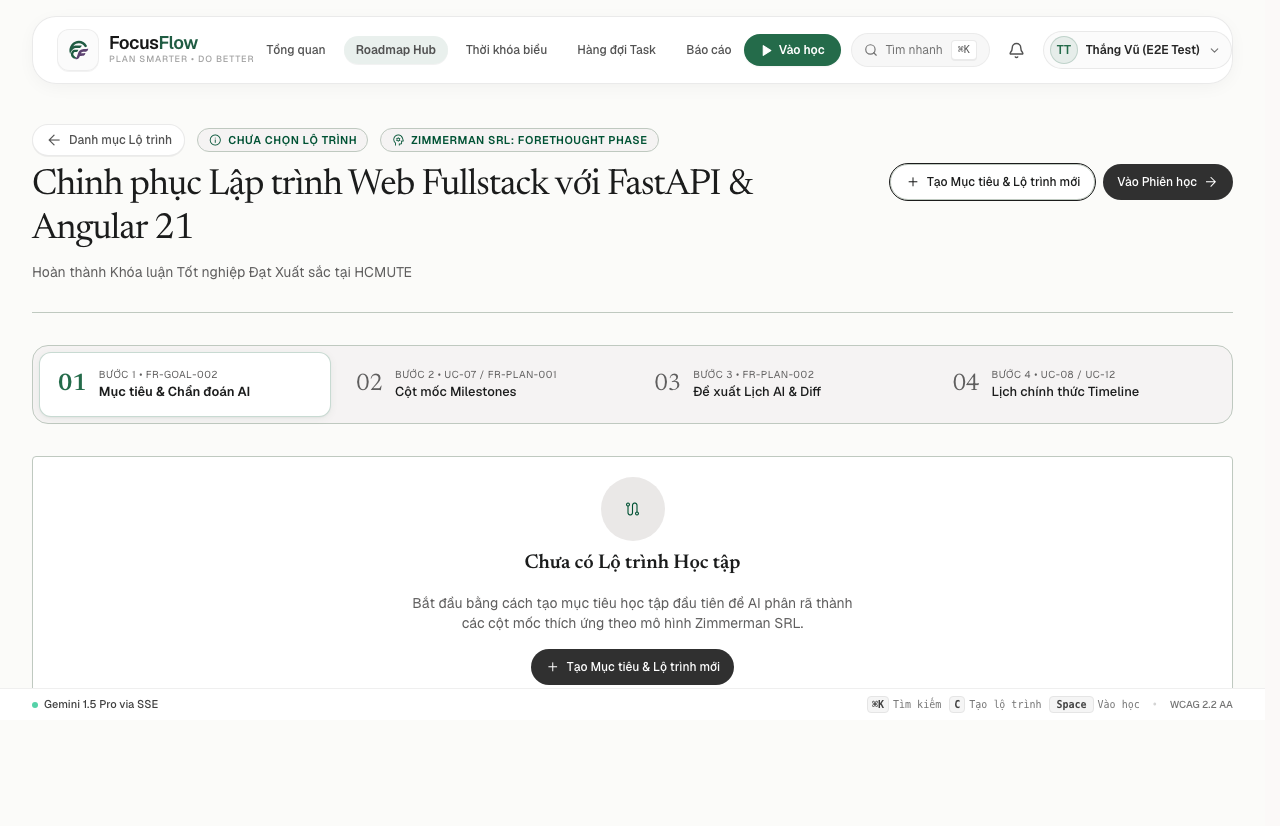 FocusFlow
PLAN SMARTER • DO BETTER
Tổng quan
Roadmap Hub
Thời khóa biểu
Hàng đợi Task
Báo cáo
Vào học
Tìm nhanh ⌘K
TT Thắng Vũ (E2E Test)
Danh mục Lộ trình
CHƯA CHỌN LỘ TRÌNH
ZIMMERMAN SRL: FORETHOUGHT PHASE
Chinh phục Lập trình Web Fullstack với FastAPI &
Angular 21
Tạo Mục tiêu & Lộ trình mới
Vào Phiên học
Hoàn thành Khóa luận Tốt nghiệp Đạt Xuất sắc tại HCMUTE
01
BƯỚC 1 • FR-GOAL-002
Mục tiêu & Chẩn đoán AI
02
BƯỚC 2 • UC-07 / FR-PLAN-001
Cột mốc Milestones
03
BƯỚC 3 • FR-PLAN-002
Đề xuất Lịch AI & Diff
04
BƯỚC 4 • UC-08 / UC-12
Lịch chính thức Timeline
Chưa có Lộ trình Học tập
Bắt đầu bằng cách tạo mục tiêu học tập đầu tiên để AI phân rã thành
các cột mốc thích ứng theo mô hình Zimmerman SRL.
Tạo Mục tiêu & Lộ trình mới
Gemini 1.5 Pro via SSE
⌘K Tìm kiếm C Tạo lộ trình Space Vào học • WCAG 2.2 AA